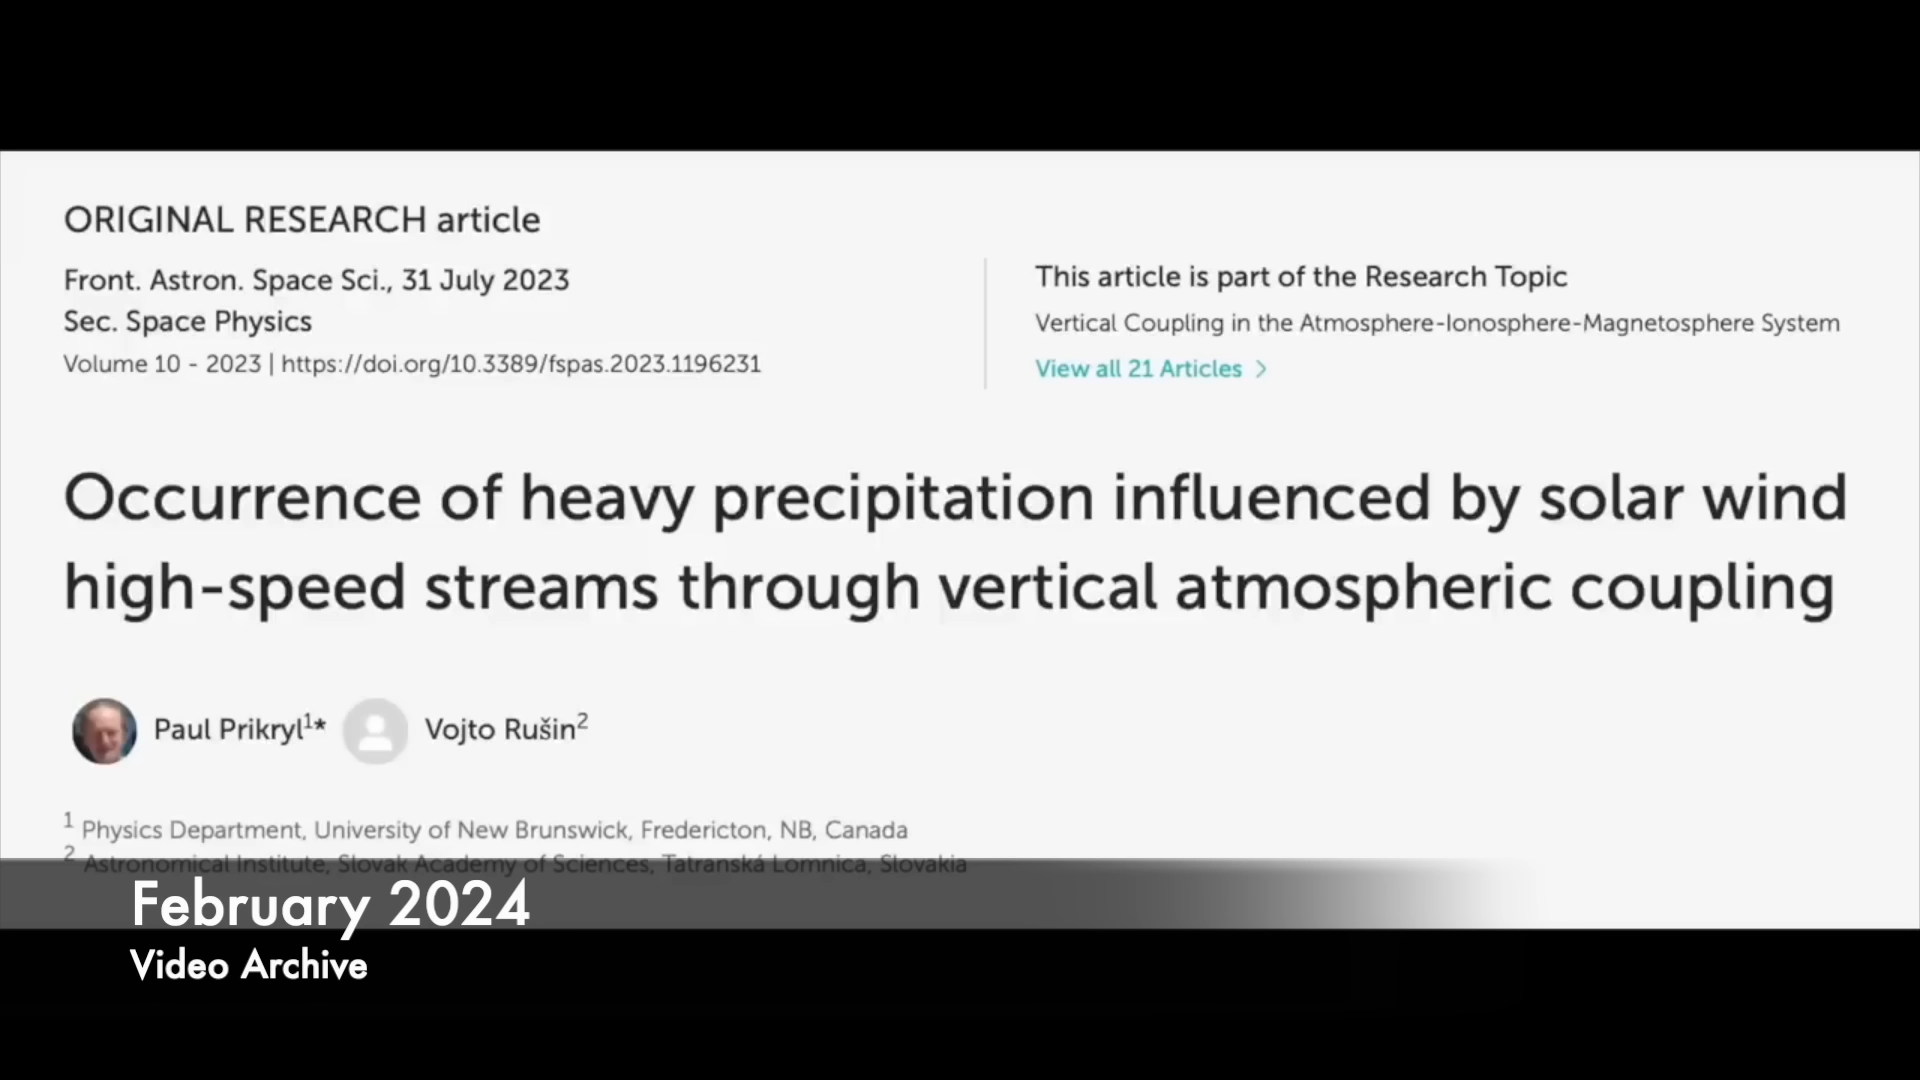 ORIGINAL RESEARCH article
Front. Astron. Space Sci., 31 July 2023
Sec. Space Physics
Volume 10 - 2023 | https://doi.org/10.3389/fspas.2023.1196231
This article is part of the Research Topic
Vertical Coupling in the Atmosphere-Ionosphere-Magnetosphere System
View all 21 Articles >
Occurrence of heavy precipitation influenced by solar wind
high-speed streams through vertical atmospheric coupling
Paul Prikryl1* Vojto Rušin2
1 Physics Department, University of New Brunswick, Fredericton, NB, Canada
2 Astronomical Institute, Slovak Academy of Sciences, Tatranská Lomnica, Slovakia
February 2024
Video Archive